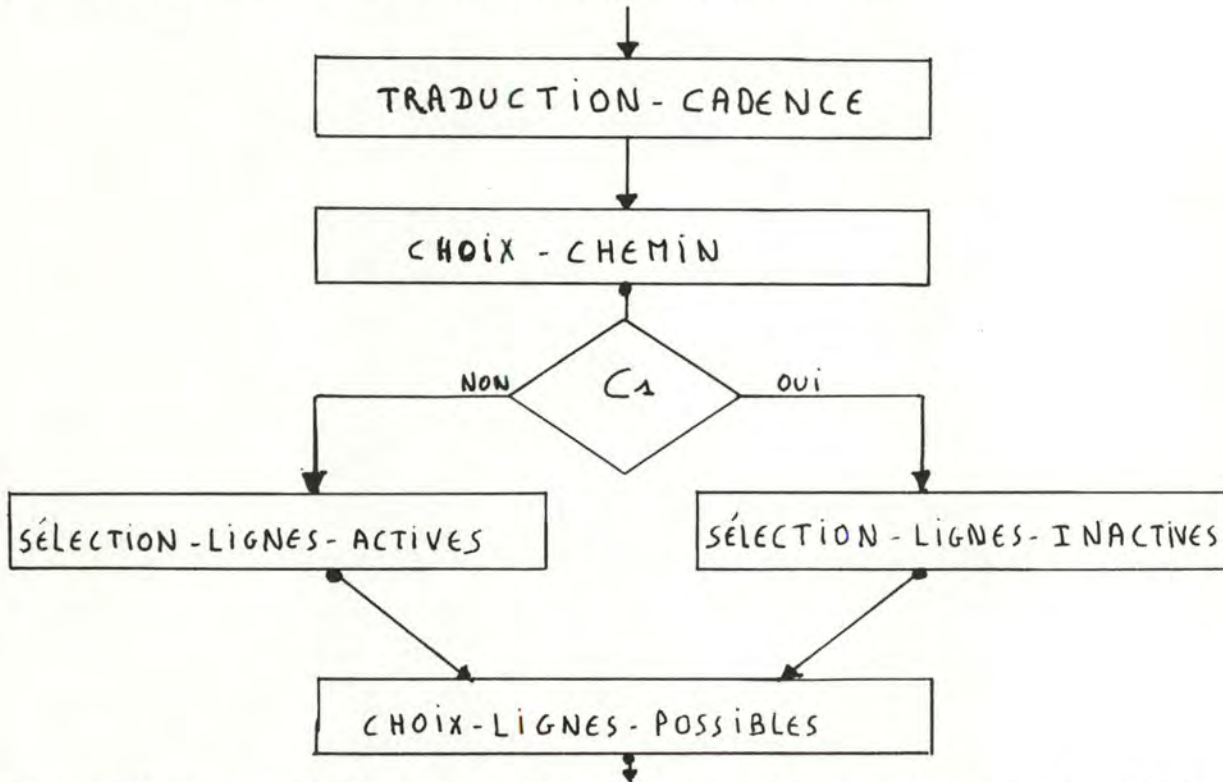 TRADUCTION - CADENCE
CHOIX - CHEMIN
NON
C1
OUI
SÉLECTION - LIGNES - ACTIVES
SÉLECTION - LIGNES - INACTIVES
CHOIX - LIGNES - POSSIBLES